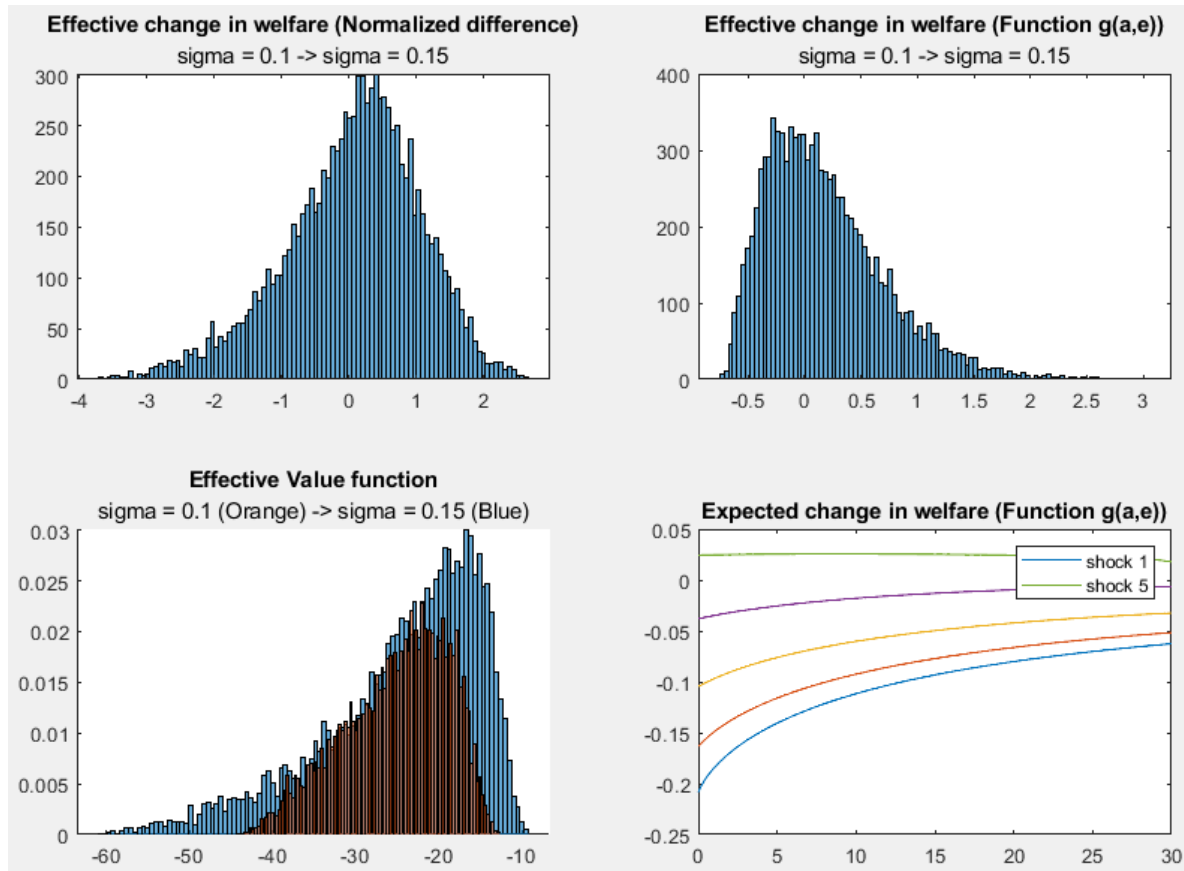 Effective change in welfare (Normalized difference)
sigma = 0.1 -> sigma = 0.15
300
250
200
150
100
50
0
-4 -3 -2 -1 0 1 2
Effective change in welfare (Function g(a,e))
sigma = 0.1 -> sigma = 0.15
400
300
200
100
0
-0.5 0 0.5 1 1.5 2 2.5 3
Effective Value function
sigma = 0.1 (Orange) -> sigma = 0.15 (Blue)
0.03
0.025
0.02
0.015
0.01
0.005
0
-60 -50 -40 -30 -20 -10
Expected change in welfare (Function g(a,e))
0.05
0
-0.05
-0.1
-0.15
-0.2
-0.25
shock 1
shock 5
0 5 10 15 20 25 30